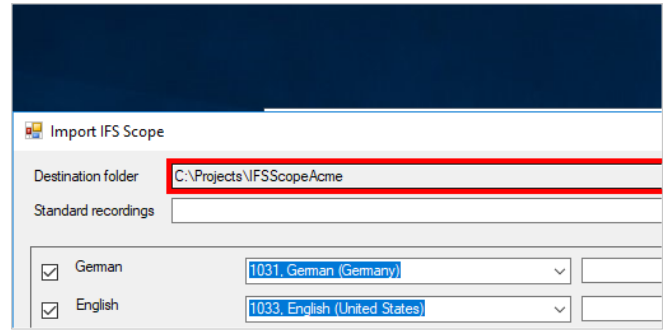 Import IFS Scope
Destination folder C:\Projects\IFSScopeAcme
Standard recordings
German 1031, German (Germany)
English 1033, English (United States)